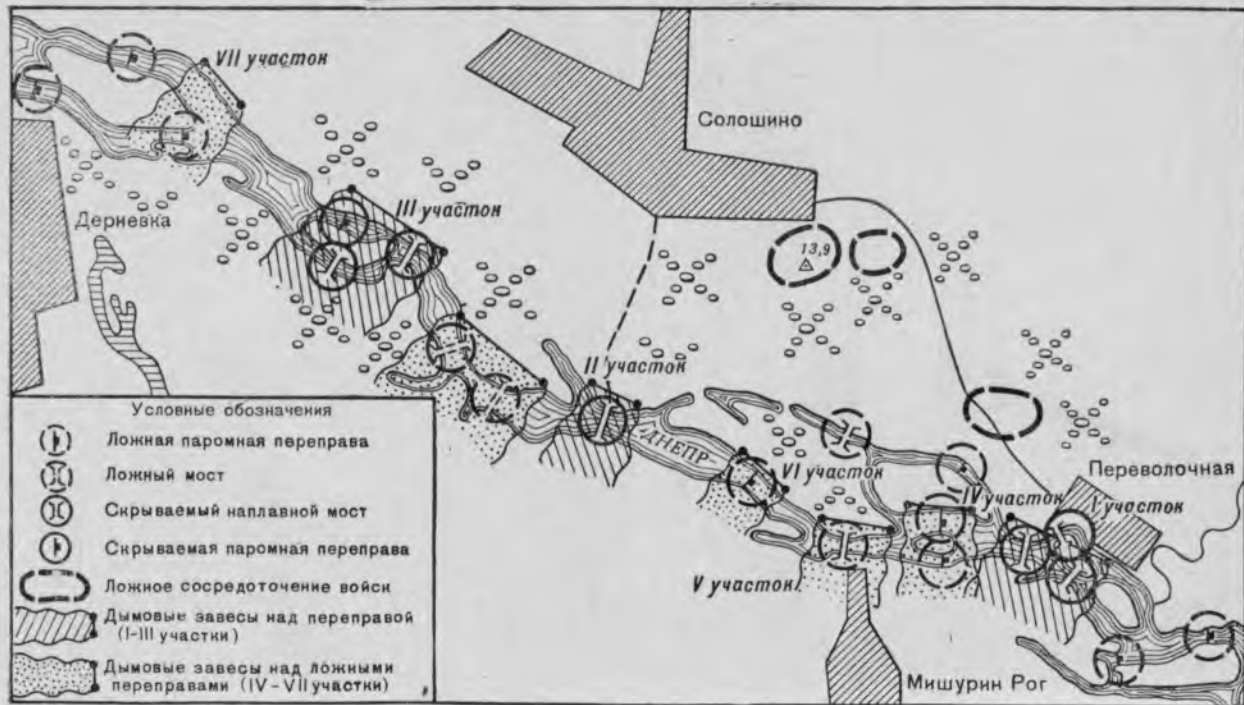 VII участок
Солошино
Дериевка
III участок
13,9
II участок
ДНЕПР
VI участок
Переволочная
IV участок
I участок
V участок
Мишурин Рог
Условные обозначения
Ложная паромная переправа
Ложный мост
Скрываемый наплавной мост
Скрываемая паромная переправа
Ложное сосредоточение войск
Дымовые завесы над переправой
(I-III участки)
Дымовые завесы над ложными
переправами (IV-VII участки)